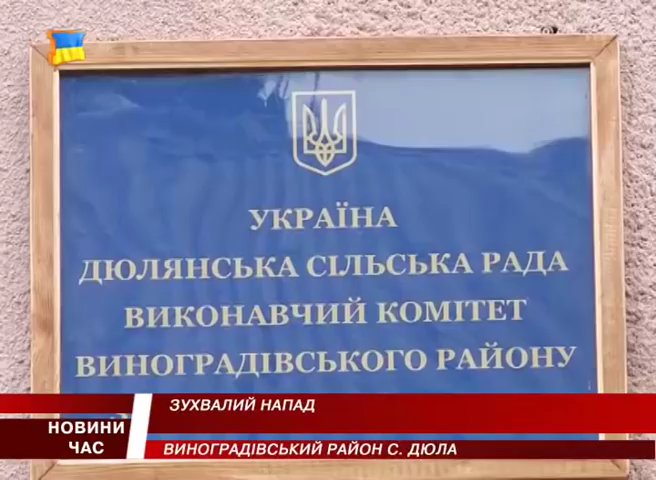 УКРАЇНА
ДЮЛЯНСЬКА СІЛЬСЬКА РАДА
ВИКОНАВЧИЙ КОМІТЕТ
ВИНОГРАДІВСЬКОГО РАЙОНУ
ЗУХВАЛИЙ НАПАД
НОВИНИ
ЧАС
ВИНОГРАДІВСЬКИЙ РАЙОН С. ДЮЛА